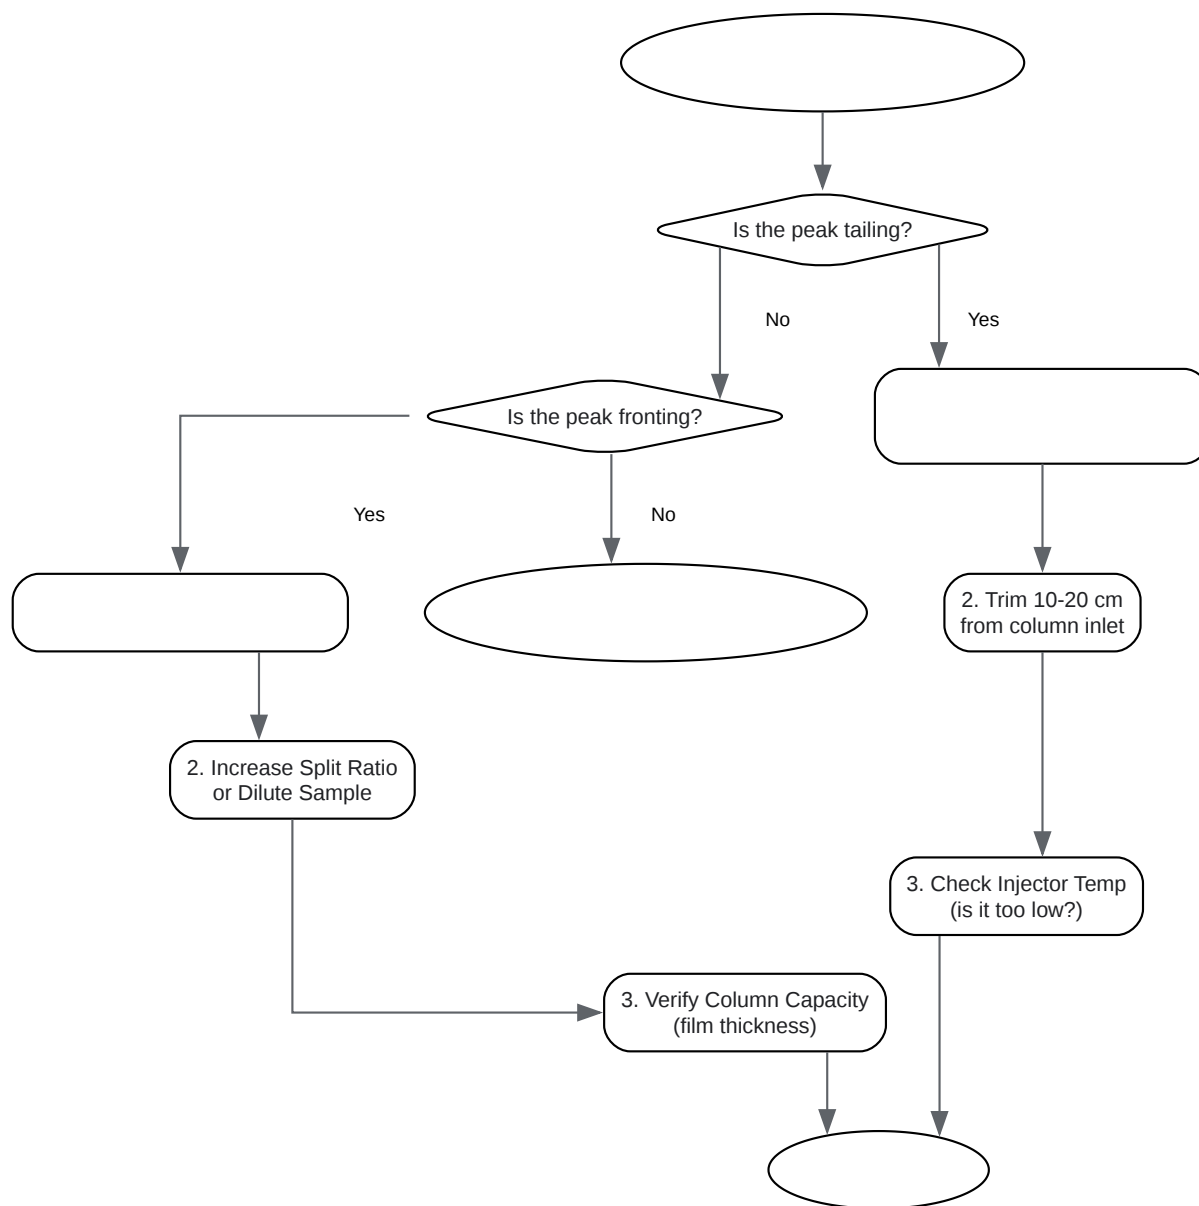 Is the peak tailing?
No
Yes
Is the peak fronting?
Yes
No
2. Trim 10-20 cm
from column inlet
2. Increase Split Ratio
or Dilute Sample
3. Check Injector Temp
(is it too low?)
3. Verify Column Capacity
(film thickness)